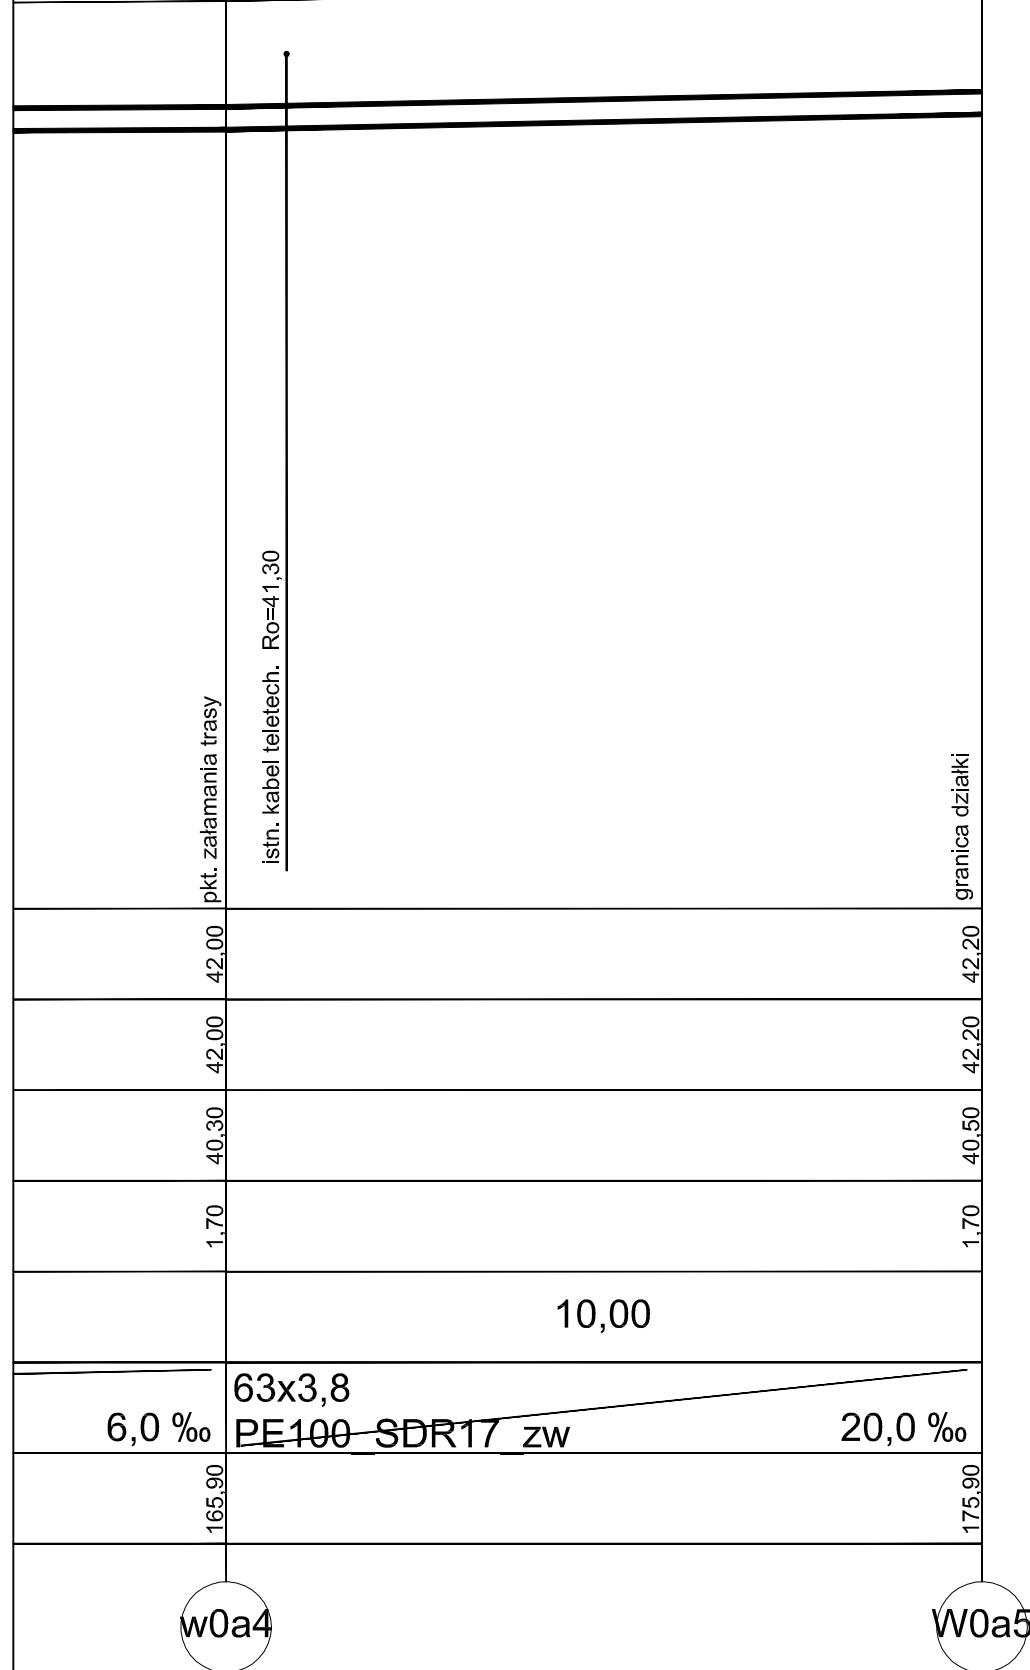 pkt. załamania trasy
istn. kabel teletech. Ro=41,30
granica działki
42,00
42,20
42,00
42,20
40,30
40,50
1,70
1,70
10,00
63x3,8
6,0 ‰
PE100_SDR17_zw
20,0 ‰
165,90
175,90
w0a4
W0a5